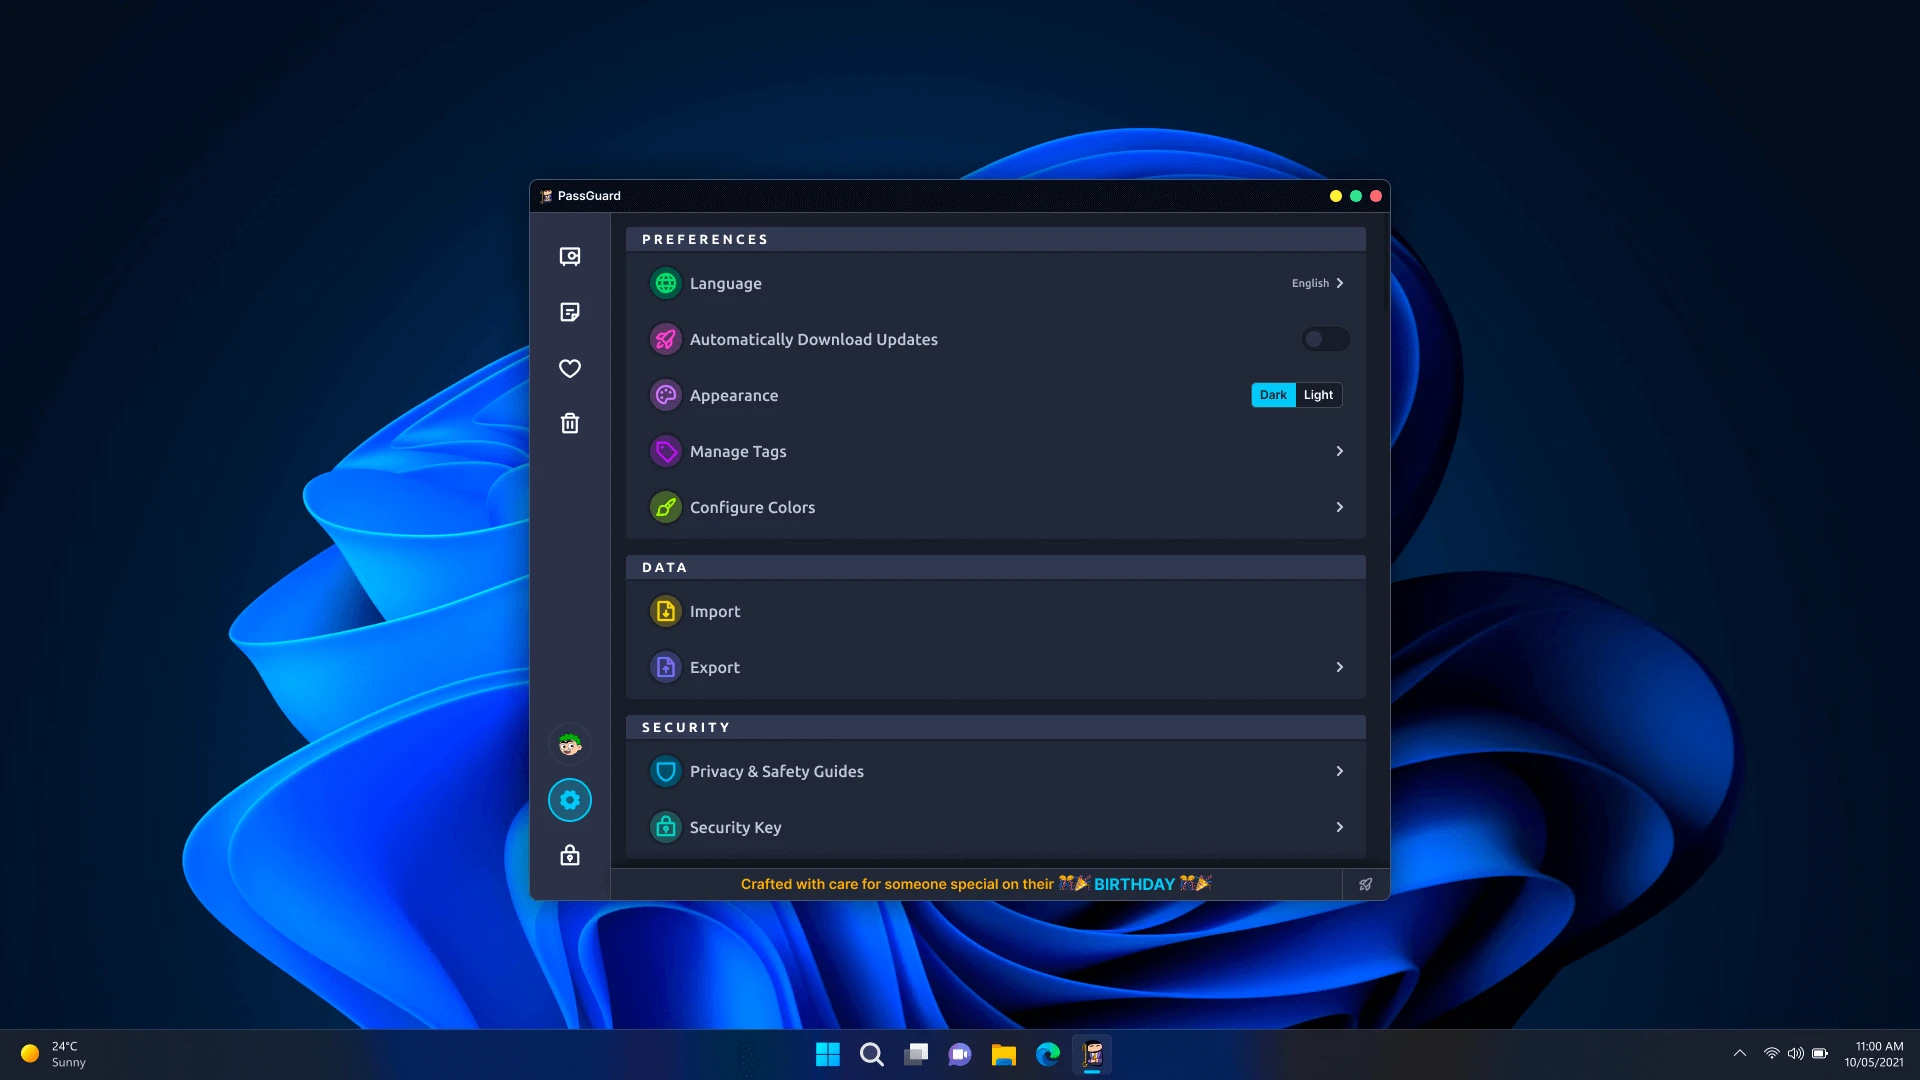 PassGuard
PREFERENCES
Language
English
Automatically Download Updates
Appearance
Dark Light
Manage Tags
Configure Colors
DATA
Import
Export
SECURITY
Privacy & Safety Guides
Security Key
Crafted with care for someone special on their 🎊🎉 BIRTHDAY 🎊🎉
24°C
Sunny
11:00 AM
10/05/2021